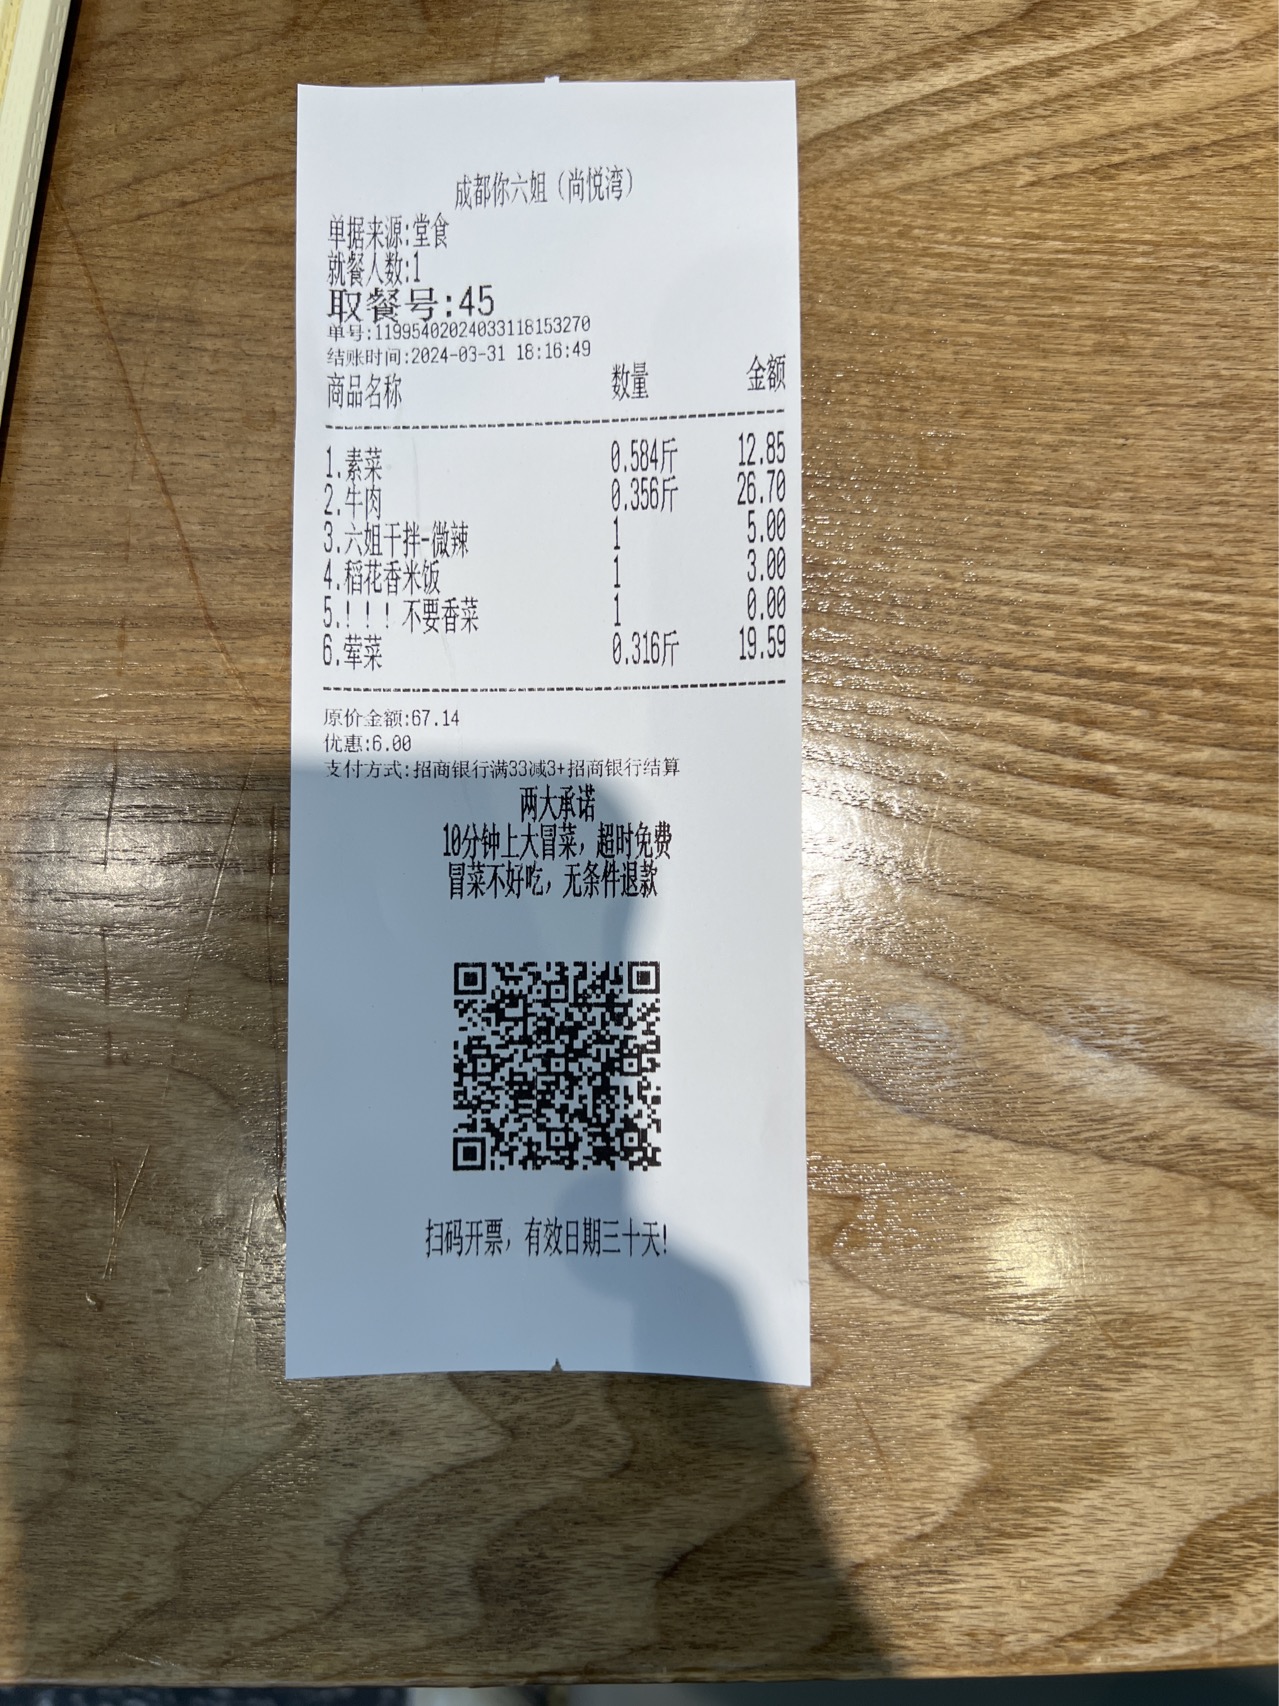 成都你六姐（尚悦湾）
单据来源:堂食
就餐人数:1
取餐号:45
单号:11995402024033118153270
结账时间:2024-03-31 18:16:49
商品名称 数量 金额
1.素菜 0.584斤 12.85
2.牛肉 0.356斤 26.70
3.六姐干拌-微辣 1 5.00
4.稻花香米饭 1 3.00
5.！！！不要香菜 1 0.00
6.荤菜 0.316斤 19.59
原价金额:67.14
优惠:6.00
支付方式:招商银行满33减3+招商银行结算
两大承诺
10分钟上大冒菜，超时免费
冒菜不好吃，无条件退款
扫码开票，有效日期三十天!